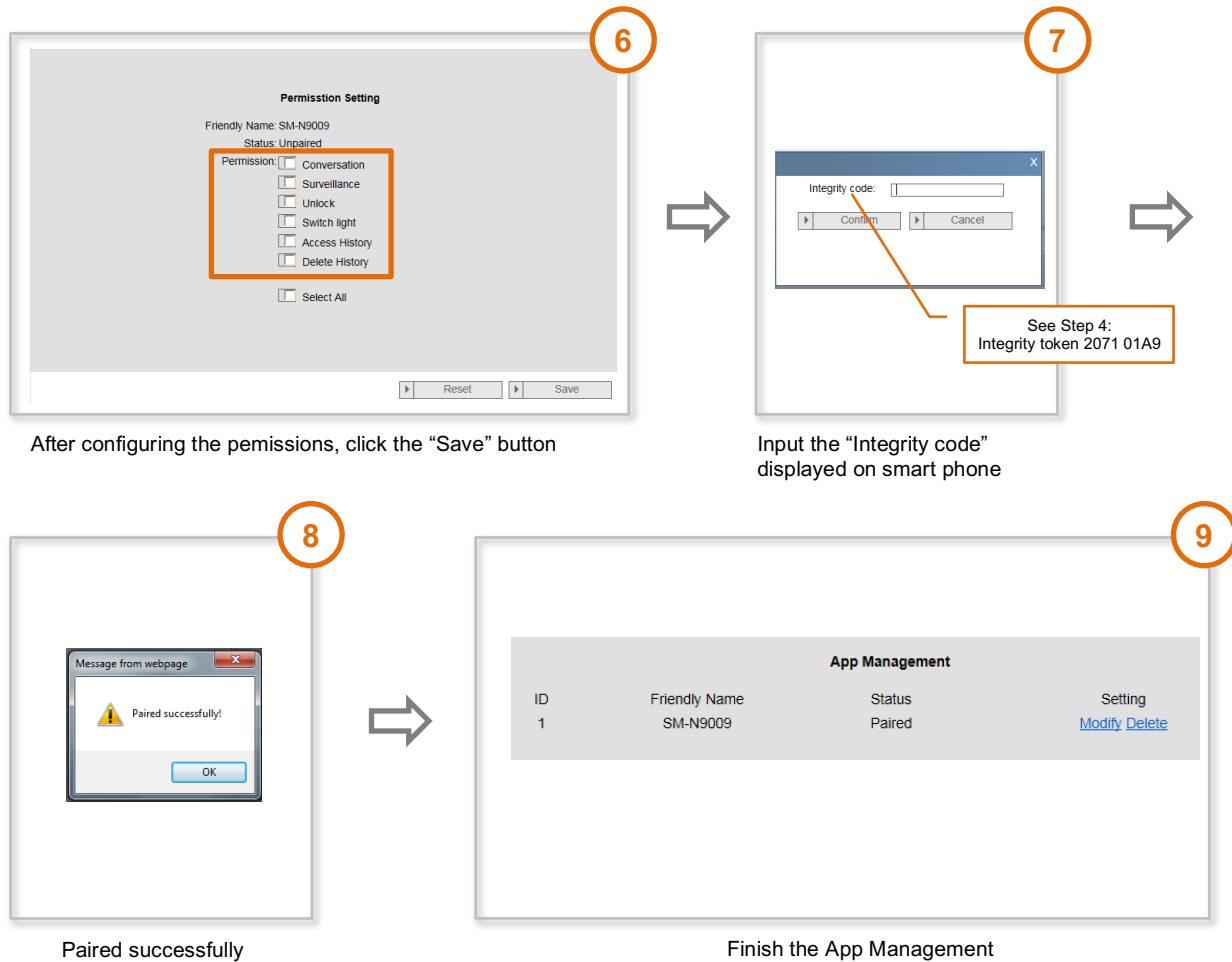 6
Permisstion Setting
Friendly Name: SM-N9009
Status: Unpaired
Permission: Conversation
Surveillance
Unlock
Switch light
Access History
Delete History
Select All
Reset Save
After configuring the pemissions, click the “Save” button
7
X
Integrity code:
Confirm Cancel
See Step 4:
Integrity token 2071 01A9
Input the “Integrity code”
displayed on smart phone
8
Message from webpage
Paired successfully!
OK
Paired successfully
9
App Management
ID Friendly Name Status Setting
1 SM-N9009 Paired Modify Delete
Finish the App Management